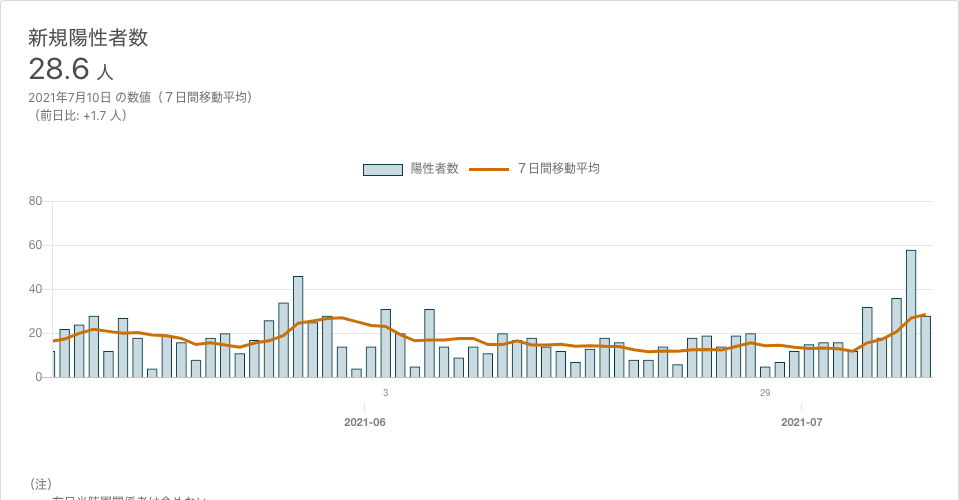 新規陽性者数
28.6 人
2021年7月10日 の数値（７日間移動平均）
（前日比: +1.7 人）
陽性者数 ７日間移動平均
80
60
40
20
0
3 29
2021-06 2021-07
（注）